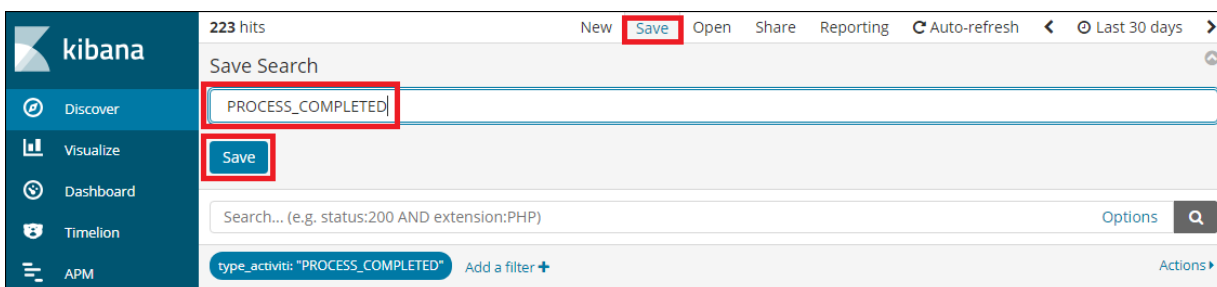 223 hits New Save Open Share Reporting Auto-refresh Last 30 days
kibana
Save Search
PROCESS_COMPLETED
Discover
Visualize
Save
Dashboard
Search... (e.g. status:200 AND extension:PHP) Options
Timelion
type_activiti: "PROCESS_COMPLETED" Add a filter Actions
APM